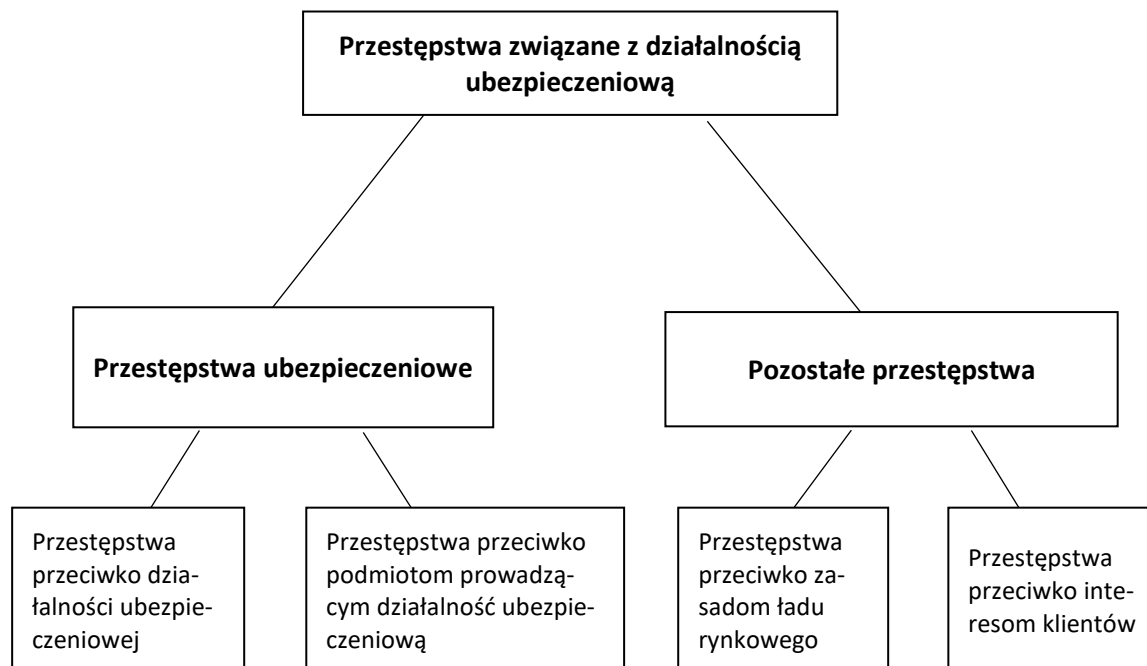 Przestępstwa związane z działalnością
ubezpieczeniową
Przestępstwa ubezpieczeniowe
Pozostałe przestępstwa
Przestępstwa
przeciwko dzia-
łalności ubezpie-
czeniowej
Przestępstwa przeciwko
podmiotom prowadzą-
cym działalność ubezpie-
czeniową
Przestępstwa
przeciwko za-
sadom ładu
rynkowego
Przestępstwa
przeciwko inte-
resom klientów